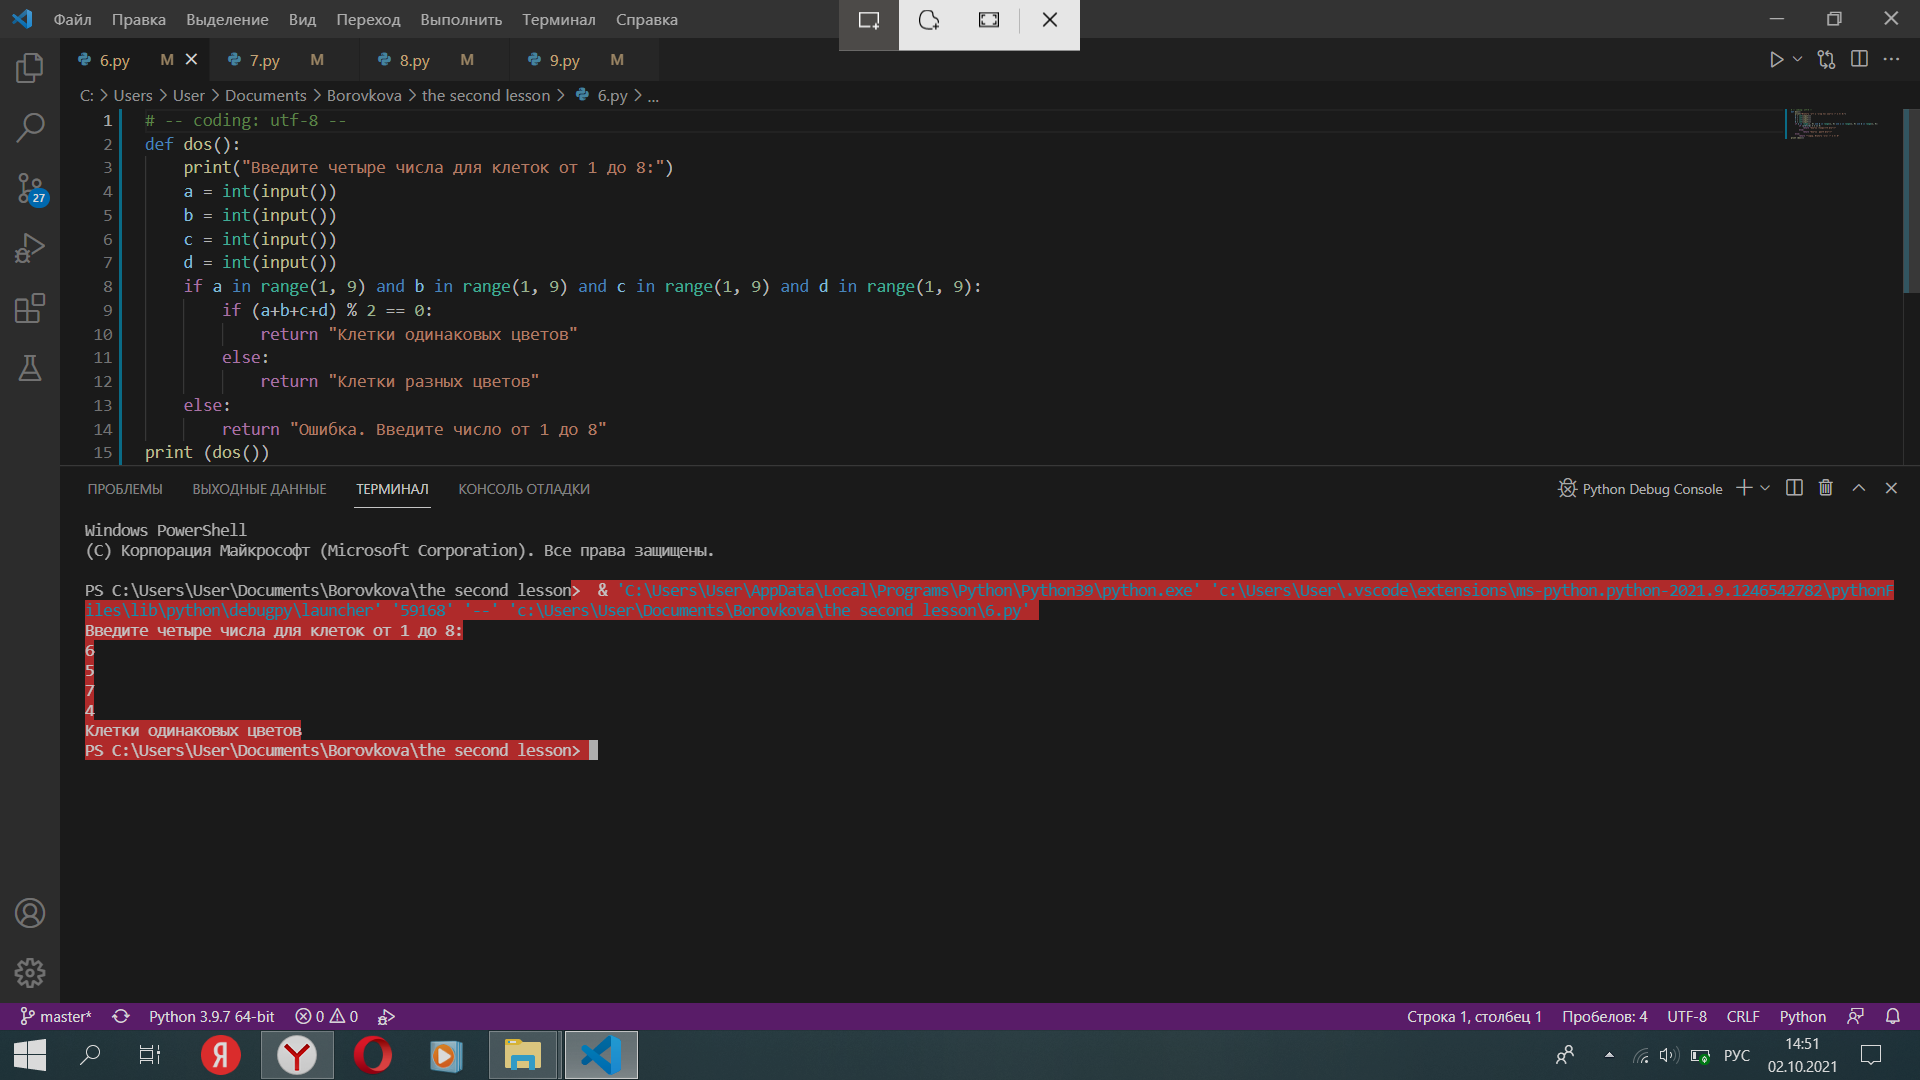 Файл Правка Выделение Вид Переход Выполнить Терминал Справка
6.py M 7.py M 8.py M 9.py M
C: > Users > User > Documents > Borovkova > the second lesson > 6.py > ...
1 # -- coding: utf-8 --
2 def dos():
3 print("Введите четыре числа для клеток от 1 до 8:")
4 a = int(input())
5 b = int(input())
6 c = int(input())
7 d = int(input())
8 if a in range(1, 9) and b in range(1, 9) and c in range(1, 9) and d in range(1, 9):
9 if (a+b+c+d) % 2 == 0:
10 return "Клетки одинаковых цветов"
11 else:
12 return "Клетки разных цветов"
13 else:
14 return "Ошибка. Введите число от 1 до 8"
15 print (dos())
27
ПРОБЛЕМЫ ВЫХОДНЫЕ ДАННЫЕ ТЕРМИНАЛ КОНСОЛЬ ОТЛАДКИ Python Debug Console
Windows PowerShell
(C) Корпорация Майкрософт (Microsoft Corporation). Все права защищены.
PS C:\Users\User\Documents\Borovkova\the second lesson> & 'C:\Users\User\AppData\Local\Programs\Python\Python39\python.exe' 'c:\Users\User\.vscode\extensions\ms-python.python-2021.9.1246542782\pythonF
iles\lib\python\debugpy\launcher' '59168' '--' 'c:\Users\User\Documents\Borovkova\the second lesson\6.py'
Введите четыре числа для клеток от 1 до 8:
6
5
7
4
Клетки одинаковых цветов
PS C:\Users\User\Documents\Borovkova\the second lesson>
master* Python 3.9.7 64-bit 0 0 Строка 1, столбец 1 Пробелов: 4 UTF-8 CRLF Python
Я Y РУС 14:51
02.10.2021